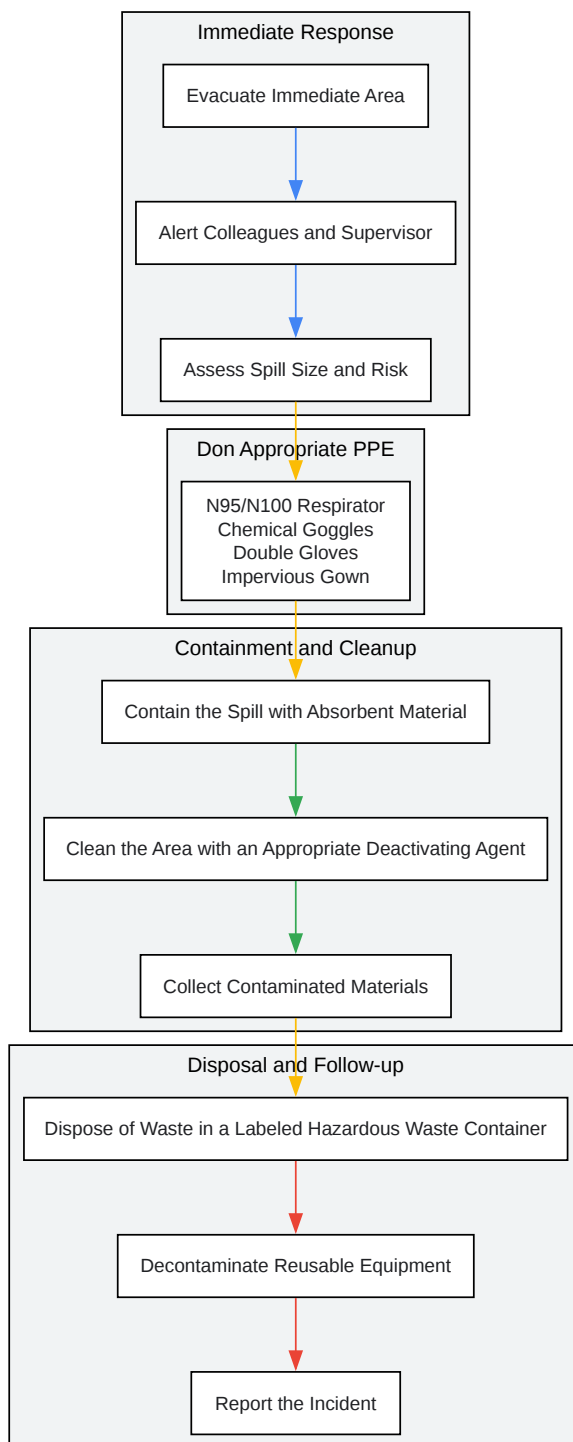 Immediate Response
Evacuate Immediate Area
Alert Colleagues and Supervisor
Assess Spill Size and Risk
Don Appropriate PPE
N95/N100 Respirator
Chemical Goggles
Double Gloves
Impervious Gown
Containment and Cleanup
Contain the Spill with Absorbent Material
Clean the Area with an Appropriate Deactivating Agent
Collect Contaminated Materials
Disposal and Follow-up
Dispose of Waste in a Labeled Hazardous Waste Container
Decontaminate Reusable Equipment
Report the Incident